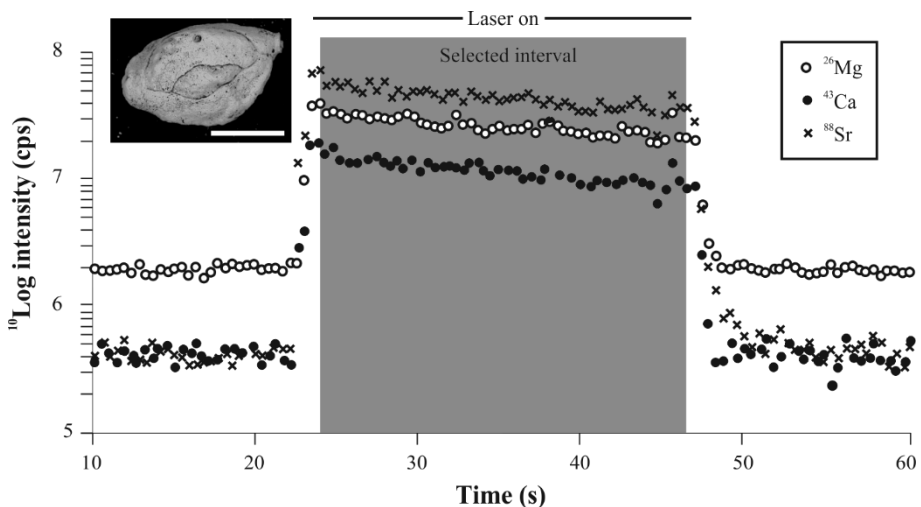 Laser on
Selected interval
²⁶Mg
⁴³Ca
⁸⁸Sr
¹⁰Log intensity (cps)
8
7
6
5
10 20 30 40 50 60
Time (s)